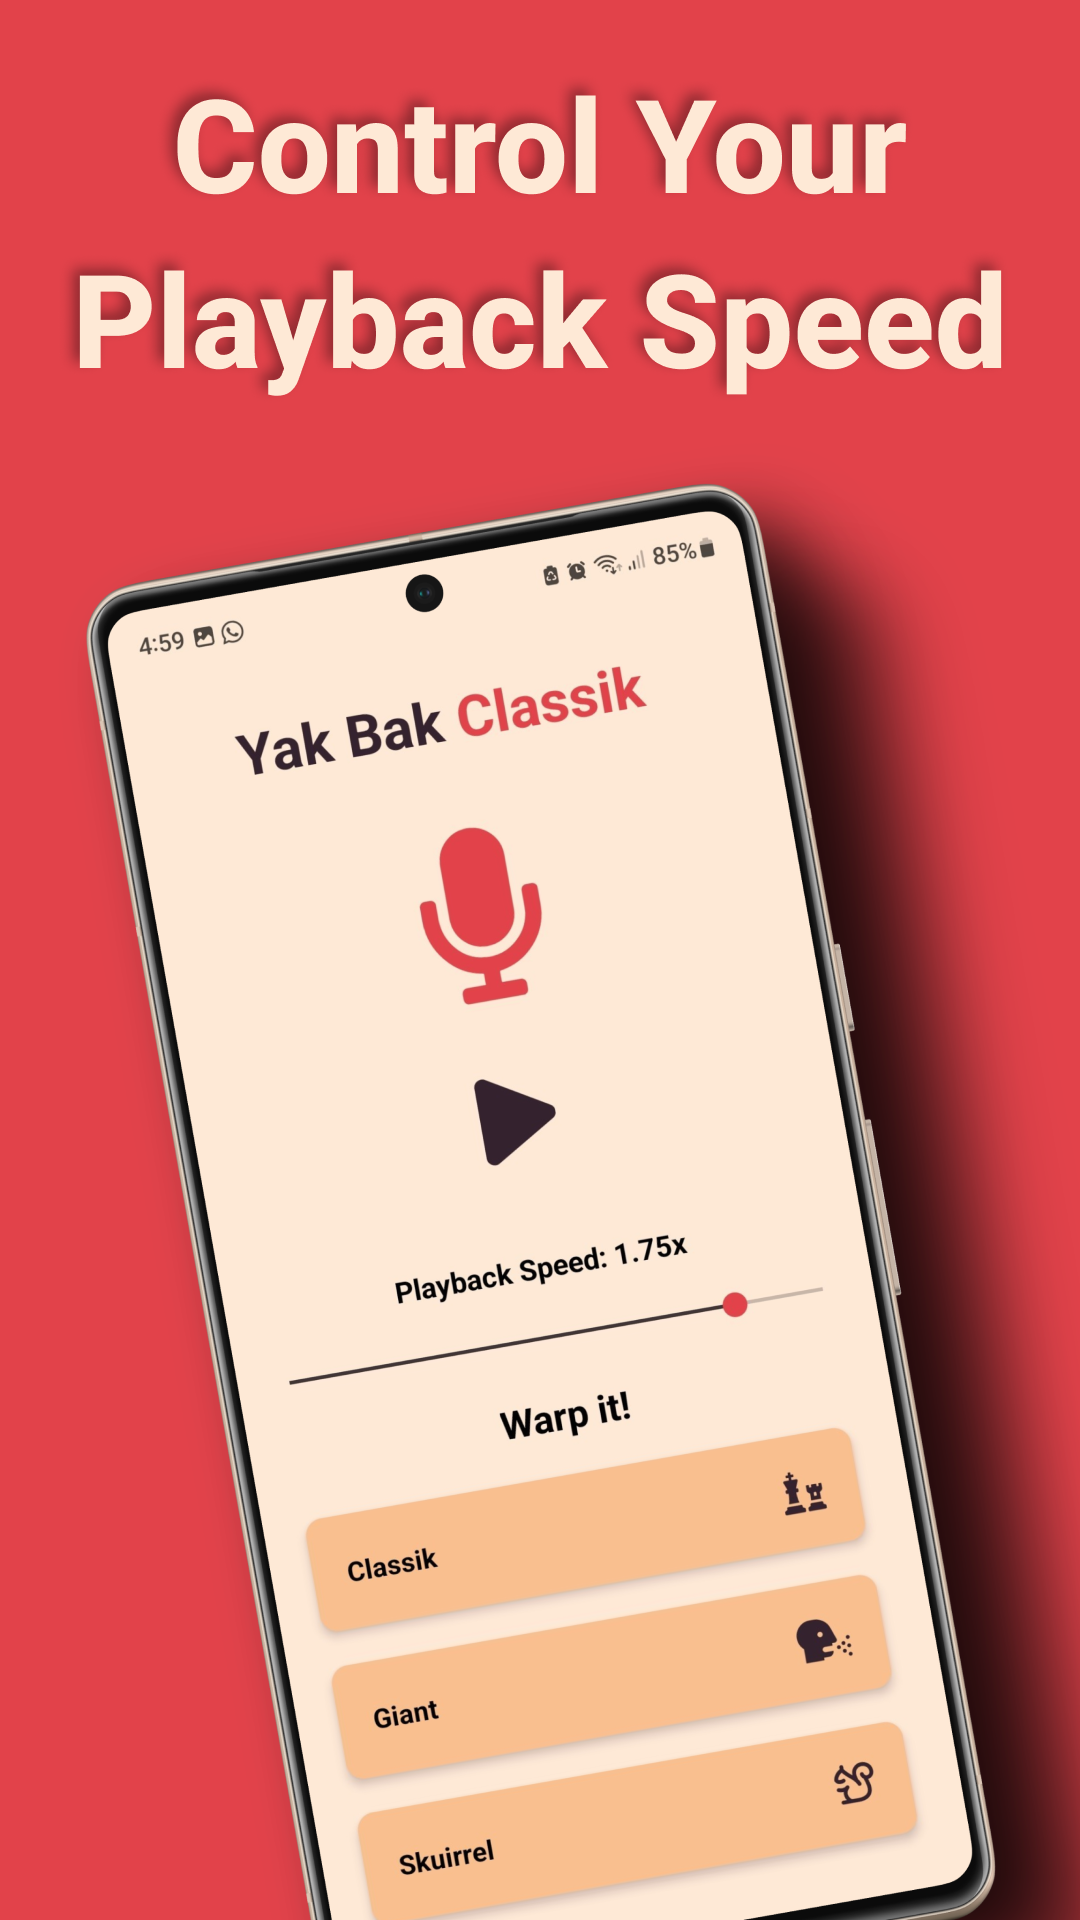 Control Your
Playback Speed
4:59
85%
Yak Bak Classik
Playback Speed: 1.75x
Warp it!
Classik
Giant
Skuirrel